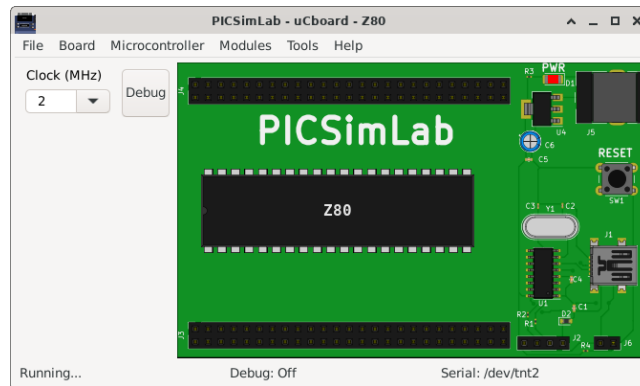 PICSimLab - uCboard - Z80
File Board Microcontroller Modules Tools Help
Clock (MHz)
2
Debug
J4
R3
PWR
D1
U4
J5
PICSimLab
C6
C5
RESET
SW1
Z80
C3
Y1
C2
J1
C4
U1
C1
R2
D2
R1
J3
J2
R4
J6
Running...
Debug: Off
Serial: /dev/tnt2